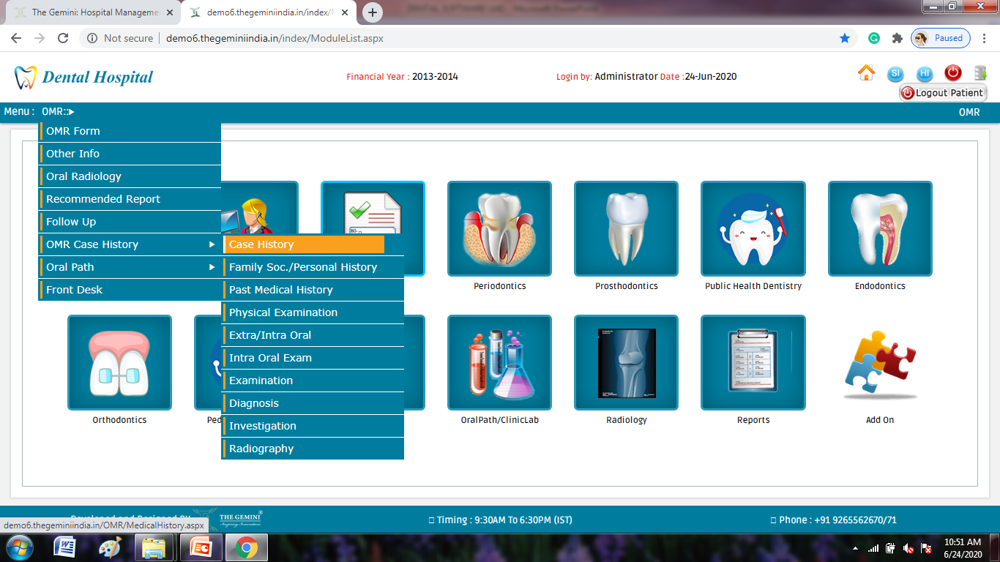 The Gemini: Hospital Manageme
demo6.thegeminiindia.in/index/M
Not secure
demo6.thegeminiindia.in/index/ModuleList.aspx
Paused
Dental Hospital
Financial Year : 2013-2014
Login by: Administrator Date :24-Jun-2020
SI
HI
Logout Patient
Menu : OMR::
OMR
OMR Form
Other Info
Oral Radiology
Recommended Report
Follow Up
OMR Case History
Oral Path
Front Desk
Case History
Family Soc./Personal History
Past Medical History
Physical Examination
Extra/Intra Oral
Intra Oral Exam
Examination
Diagnosis
Investigation
Radiography
Periodontics
Prosthodontics
Public Health Dentistry
Endodontics
Orthodontics
OralPath/ClinicLab
Radiology
Reports
Add On
THE GEMINI
Inspiring Innovations
Timing : 9:30AM To 6:30PM (IST)
Phone : +91 9265562670/71
demo6.thegeminiindia.in/OMR/MedicalHistory.aspx
10:51 AM
6/24/2020